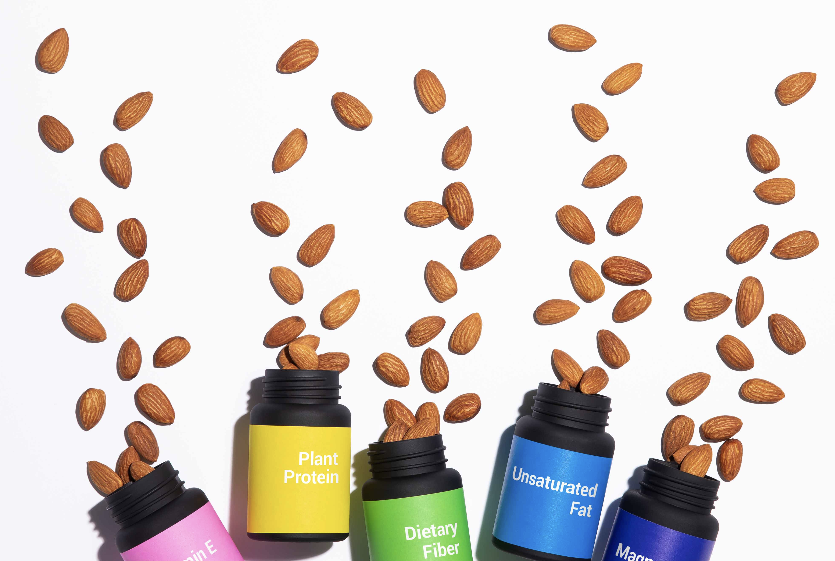 Plant
Protein
Dietary
Fiber
Unsaturated
Fat
E